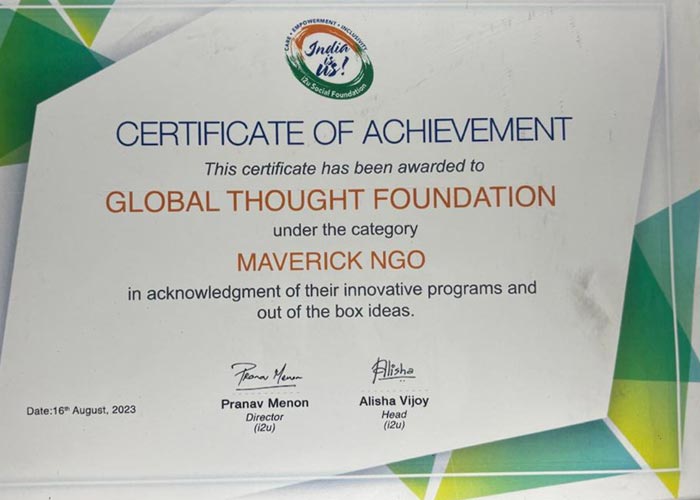 CARE • EMPOWERMENT • INCLUSIVITY
India
is
us!
i2u Social Foundation
CERTIFICATE OF ACHIEVEMENT
This certificate has been awarded to
GLOBAL THOUGHT FOUNDATION
under the category
MAVERICK NGO
in acknowledgment of their innovative programs and
out of the box ideas.
Pranav Menon
Alisha
Date:16th August, 2023
Pranav Menon
Alisha Vijoy
Director
Head
(i2u)
(i2u)